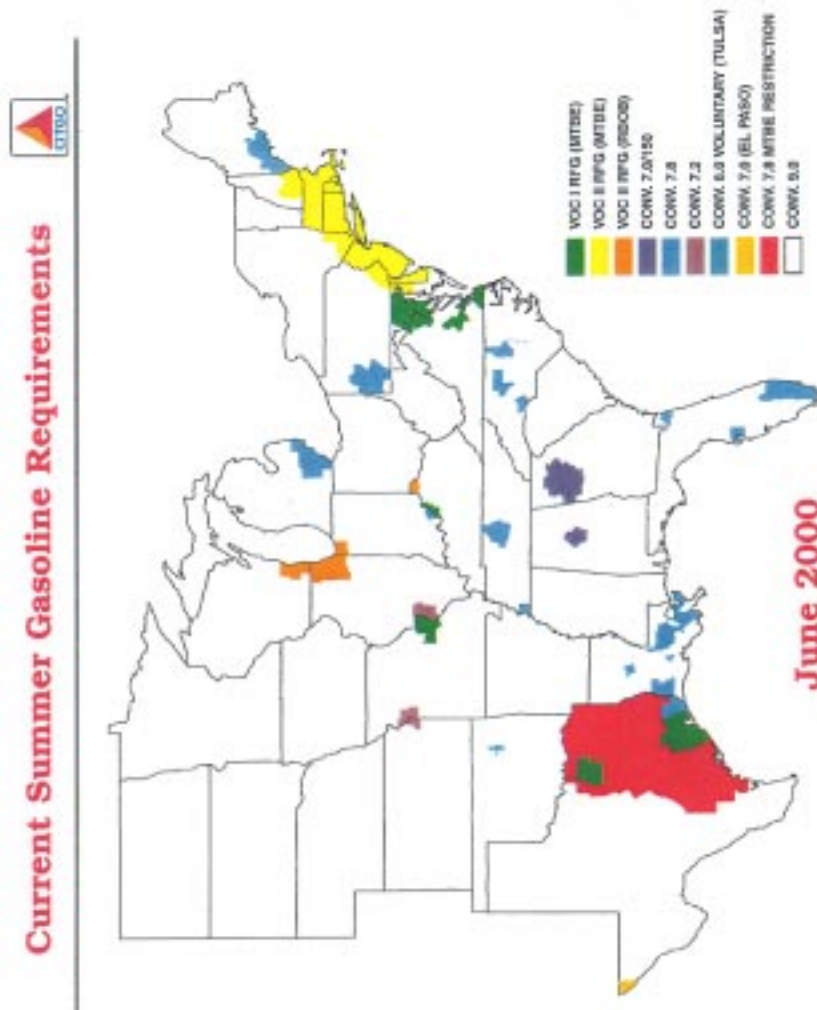 Current Summer Gasoline Requirements
CITGO
VOC I RFG (MTBE)
VOC II RFG (MTBE)
VOC II RFG (RBOB)
CONV. 7.0/150
CONV. 7.8
CONV. 7.2
CONV. 8.0 VOLUNTARY (TULSA)
CONV. 7.0 (EL PASO)
CONV. 7.8 MTBE RESTRICTION
CONV. 9.0
June 2000